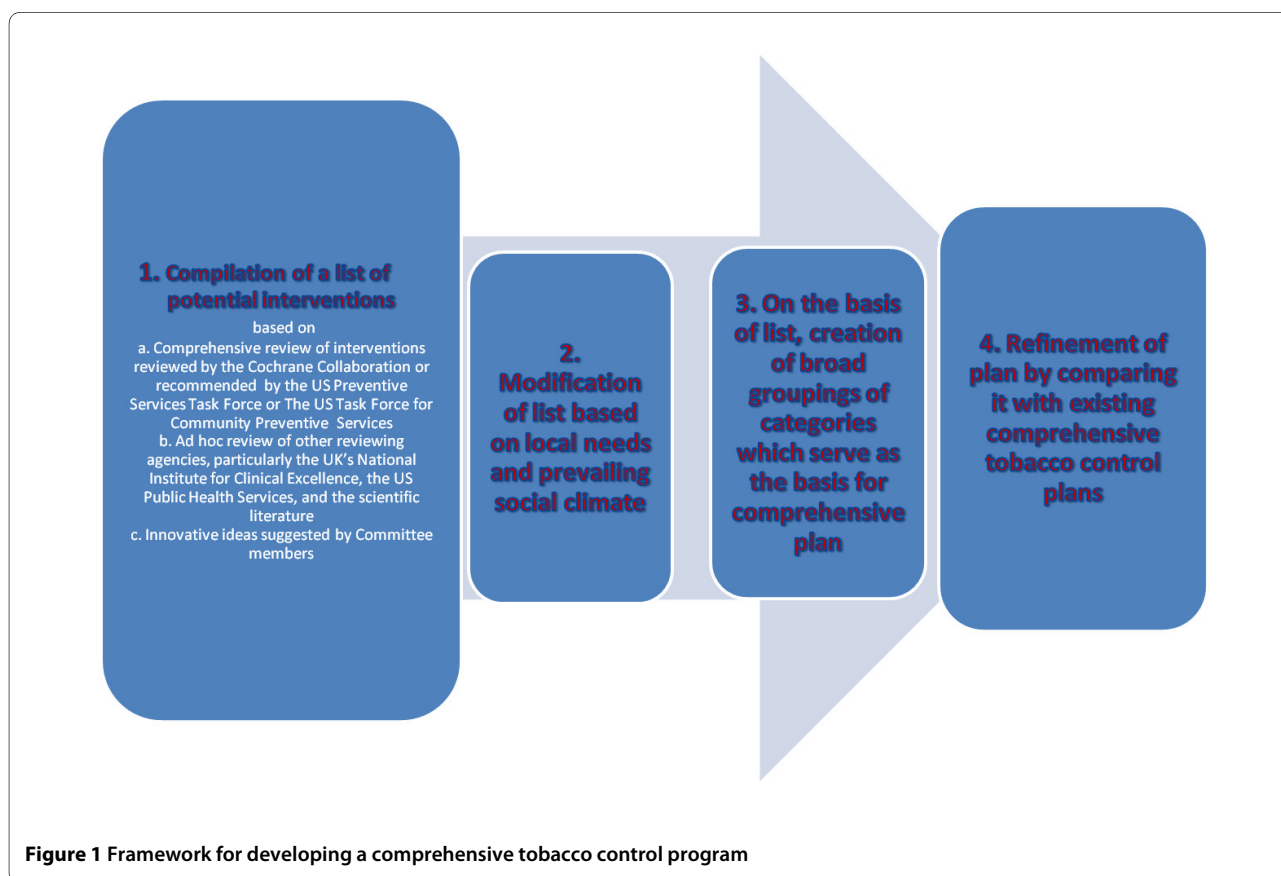 1. Compilation of a list of
potential interventions
based on
a. Comprehensive review of interventions
reviewed by the Cochrane Collaboration or
recommended by the US Preventive
Services Task Force or The US Task Force for
Community Preventive Services
b. Ad hoc review of other reviewing
agencies, particularly the UK's National
Institute for Clinical Excellence, the US
Public Health Services, and the scientific
literature
c. Innovative ideas suggested by Committee
members
2.
Modification
of list based
on local needs
and prevailing
social climate
3. On the basis
of list, creation
of broad
groupings of
categories
which serve as
the basis for
comprehensive
plan
4. Refinement of
plan by comparing
it with existing
comprehensive
tobacco control
plans
Figure 1 Framework for developing a comprehensive tobacco control program